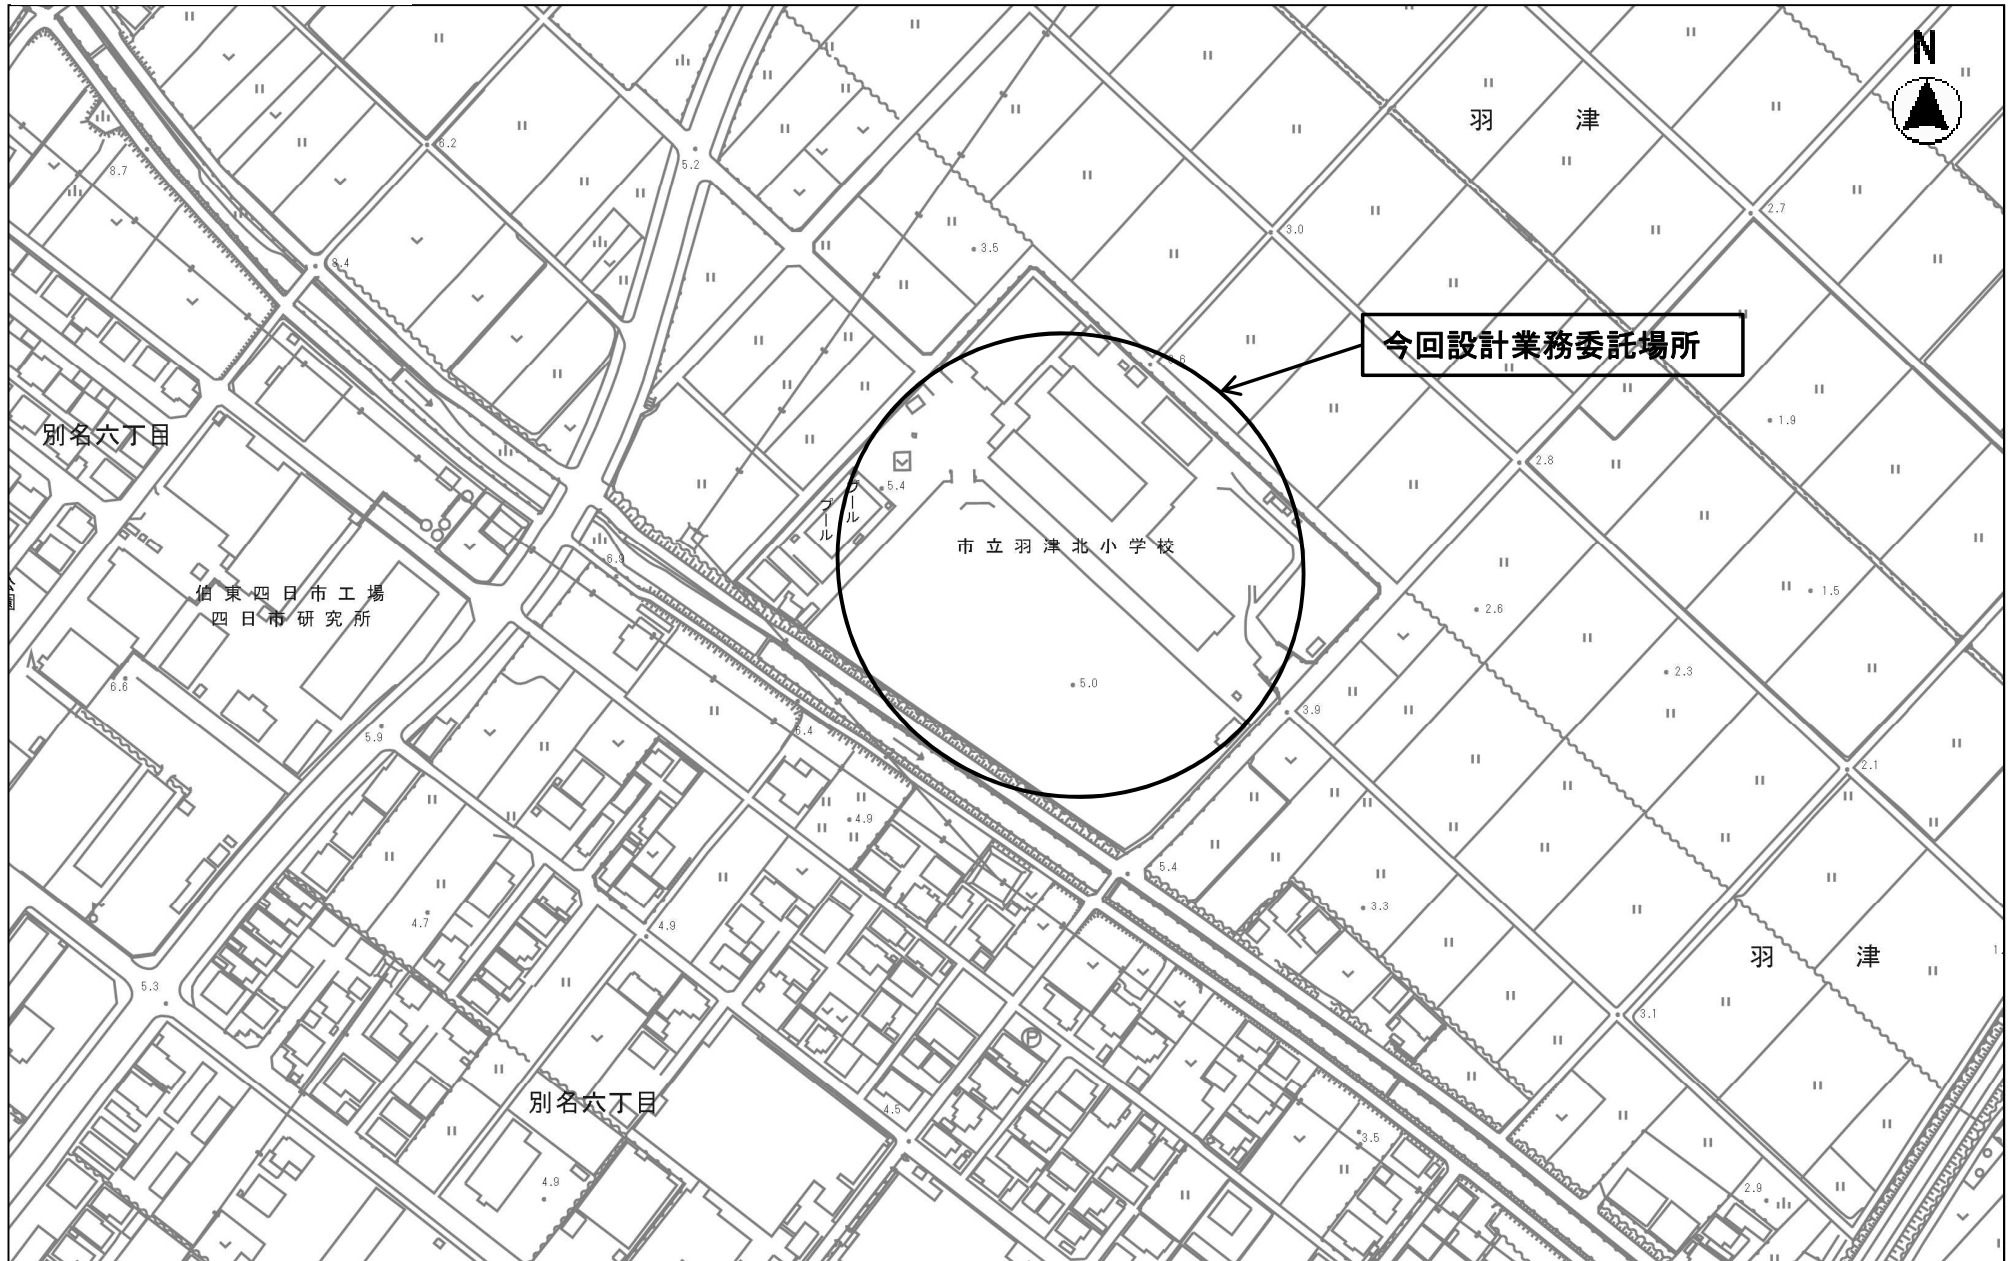 N
羽 津
6.2
5.2
8.7
2.7
3.0
3.5
8.4
今回設計業務委託場所
1.9
別名六丁目
2.8
5.4
プール
プール
市立羽津北小学校
6.9
伯東四日市工場
四日市研究所
1.5
2.6
2.3
6.6
5.0
3.9
5.9
6.4
2.1
4.9
5.4
3.3
4.7
4.9
羽 津
5.3
3.1
P
別名六丁目
4.5
3.5
4.9
2.9